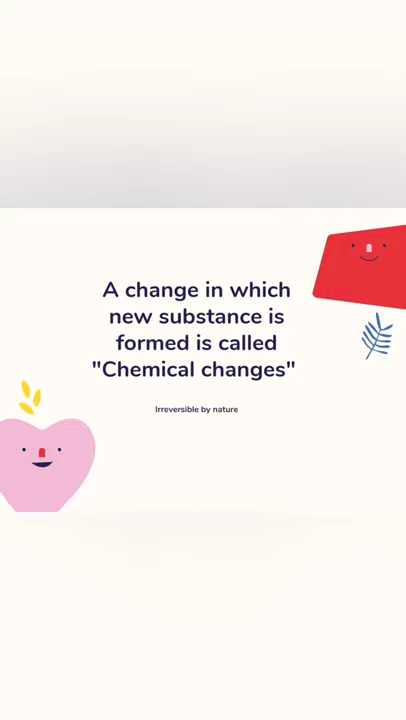 A change in which
new substance is
formed is called
"Chemical changes"
Irreversible by nature